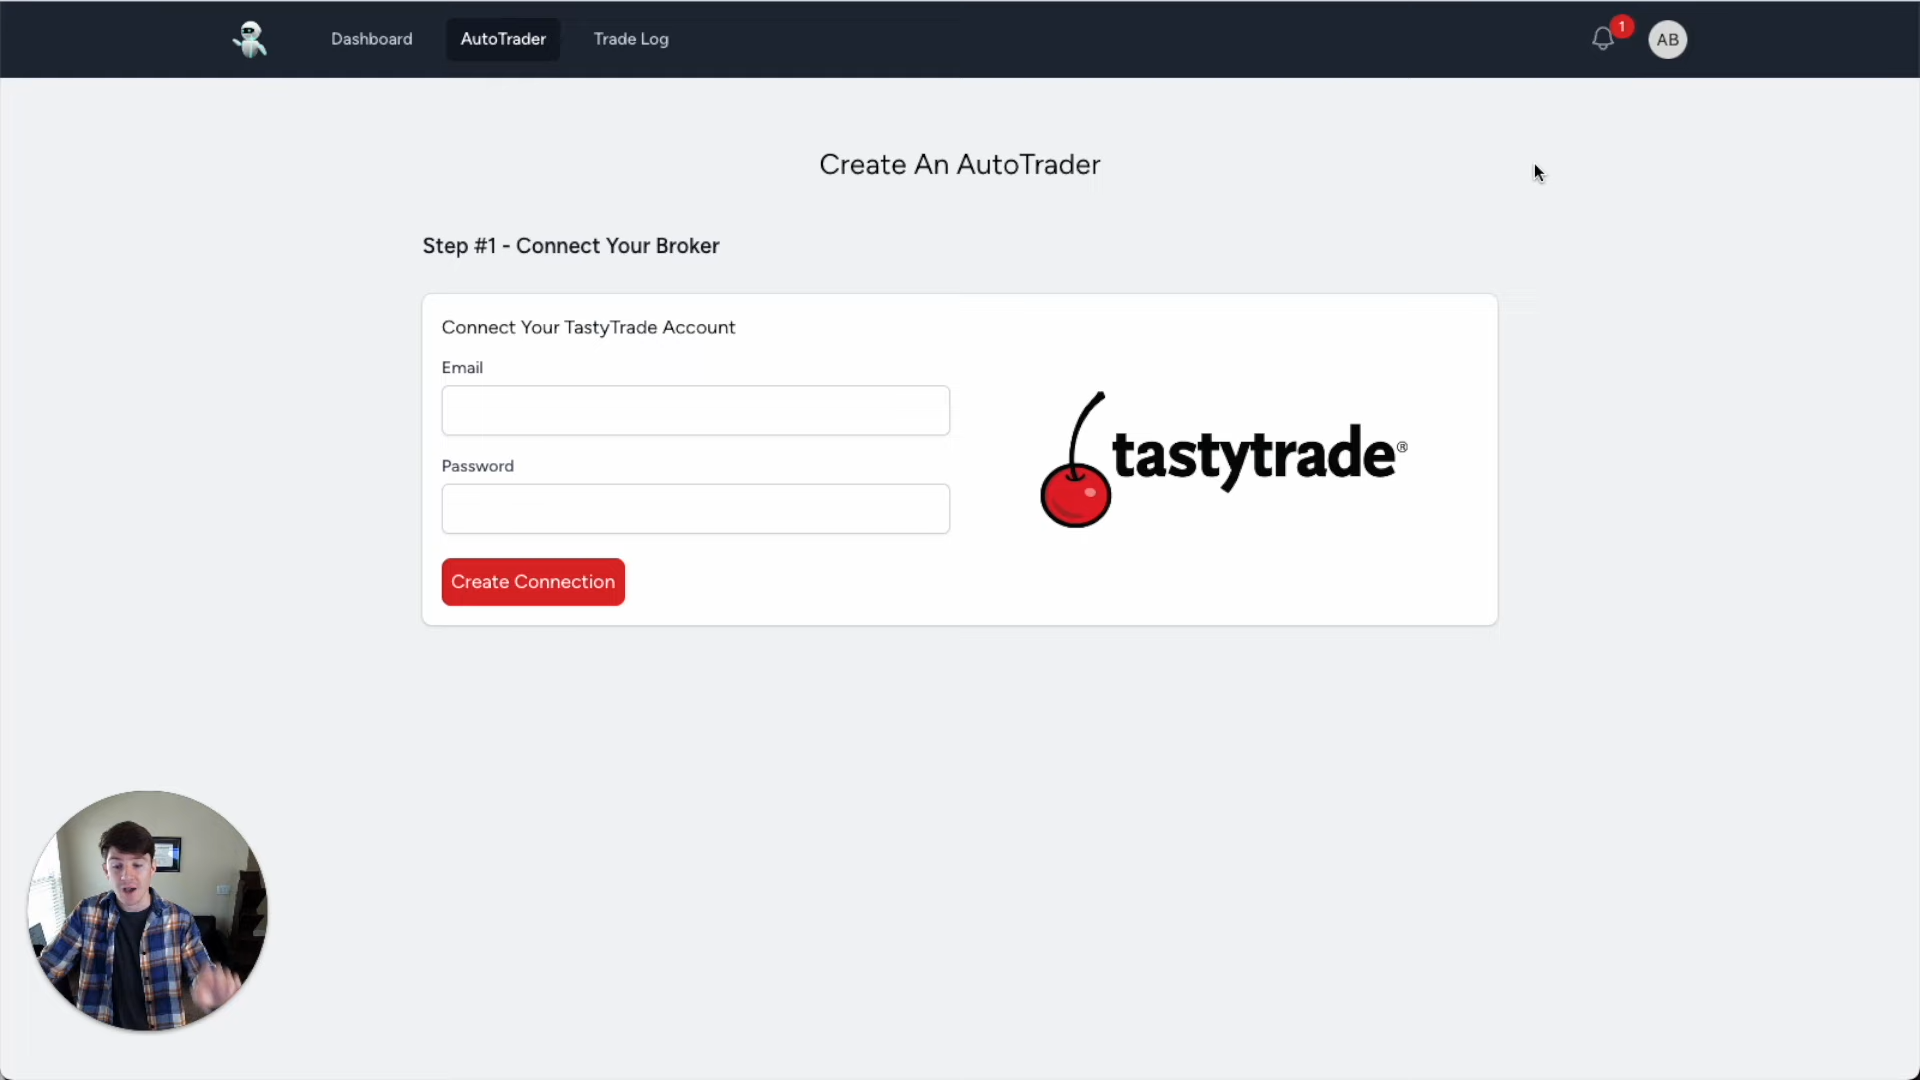 Dashboard
AutoTrader
Trade Log
1
AB
Create An AutoTrader
Step #1 - Connect Your Broker
Connect Your TastyTrade Account
Email
Password
Create Connection
tastytrade®